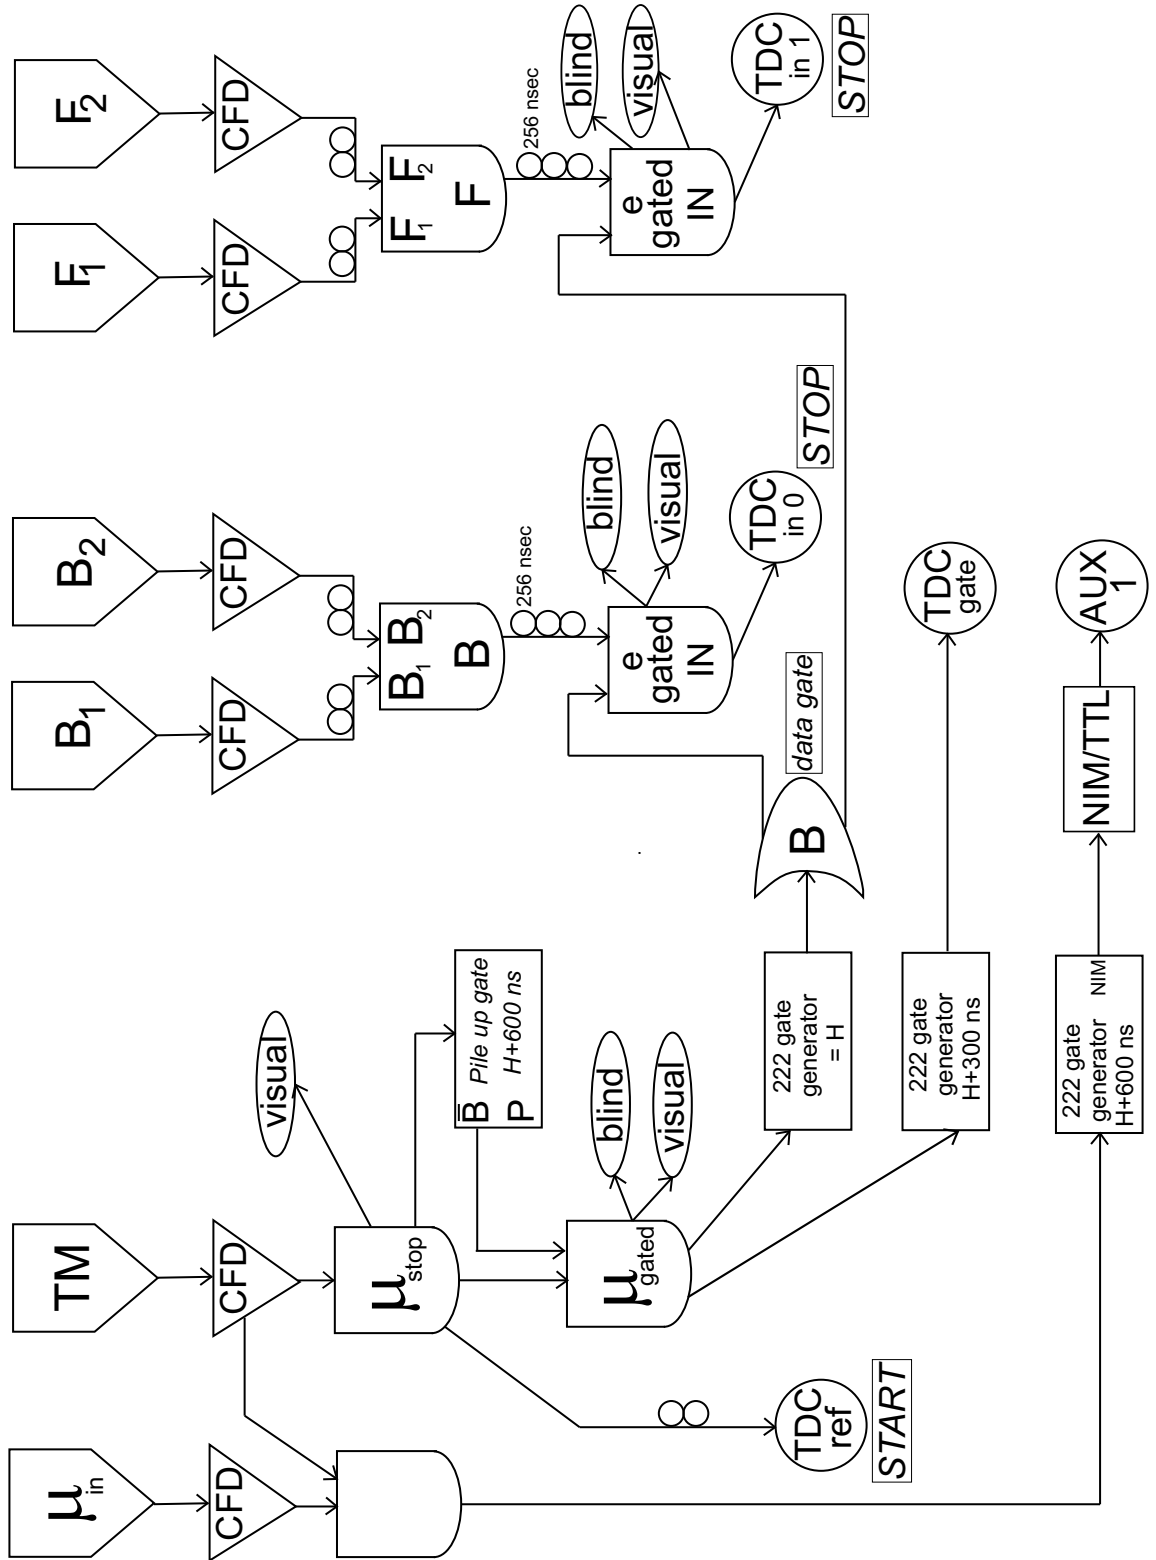 μ
in
TM
B1
B2
F1
F2
CFD
CFD
CFD
CFD
CFD
CFD
μ
stop
visual
B1 B2
B
F1 F2
F
B̅ Pile up gate
P H+600 ns
256 nsec
256 nsec
μ
gated
blind
visual
e
gated
IN
blind
visual
e
gated
IN
blind
visual
TDC
ref
START
222 gate
generator
= H
B
data gate
TDC
in 0
STOP
TDC
in 1
STOP
222 gate
generator
H+300 ns
TDC
gate
222 gate
generator NIM
H+600 ns
NIM/TTL
AUX
1